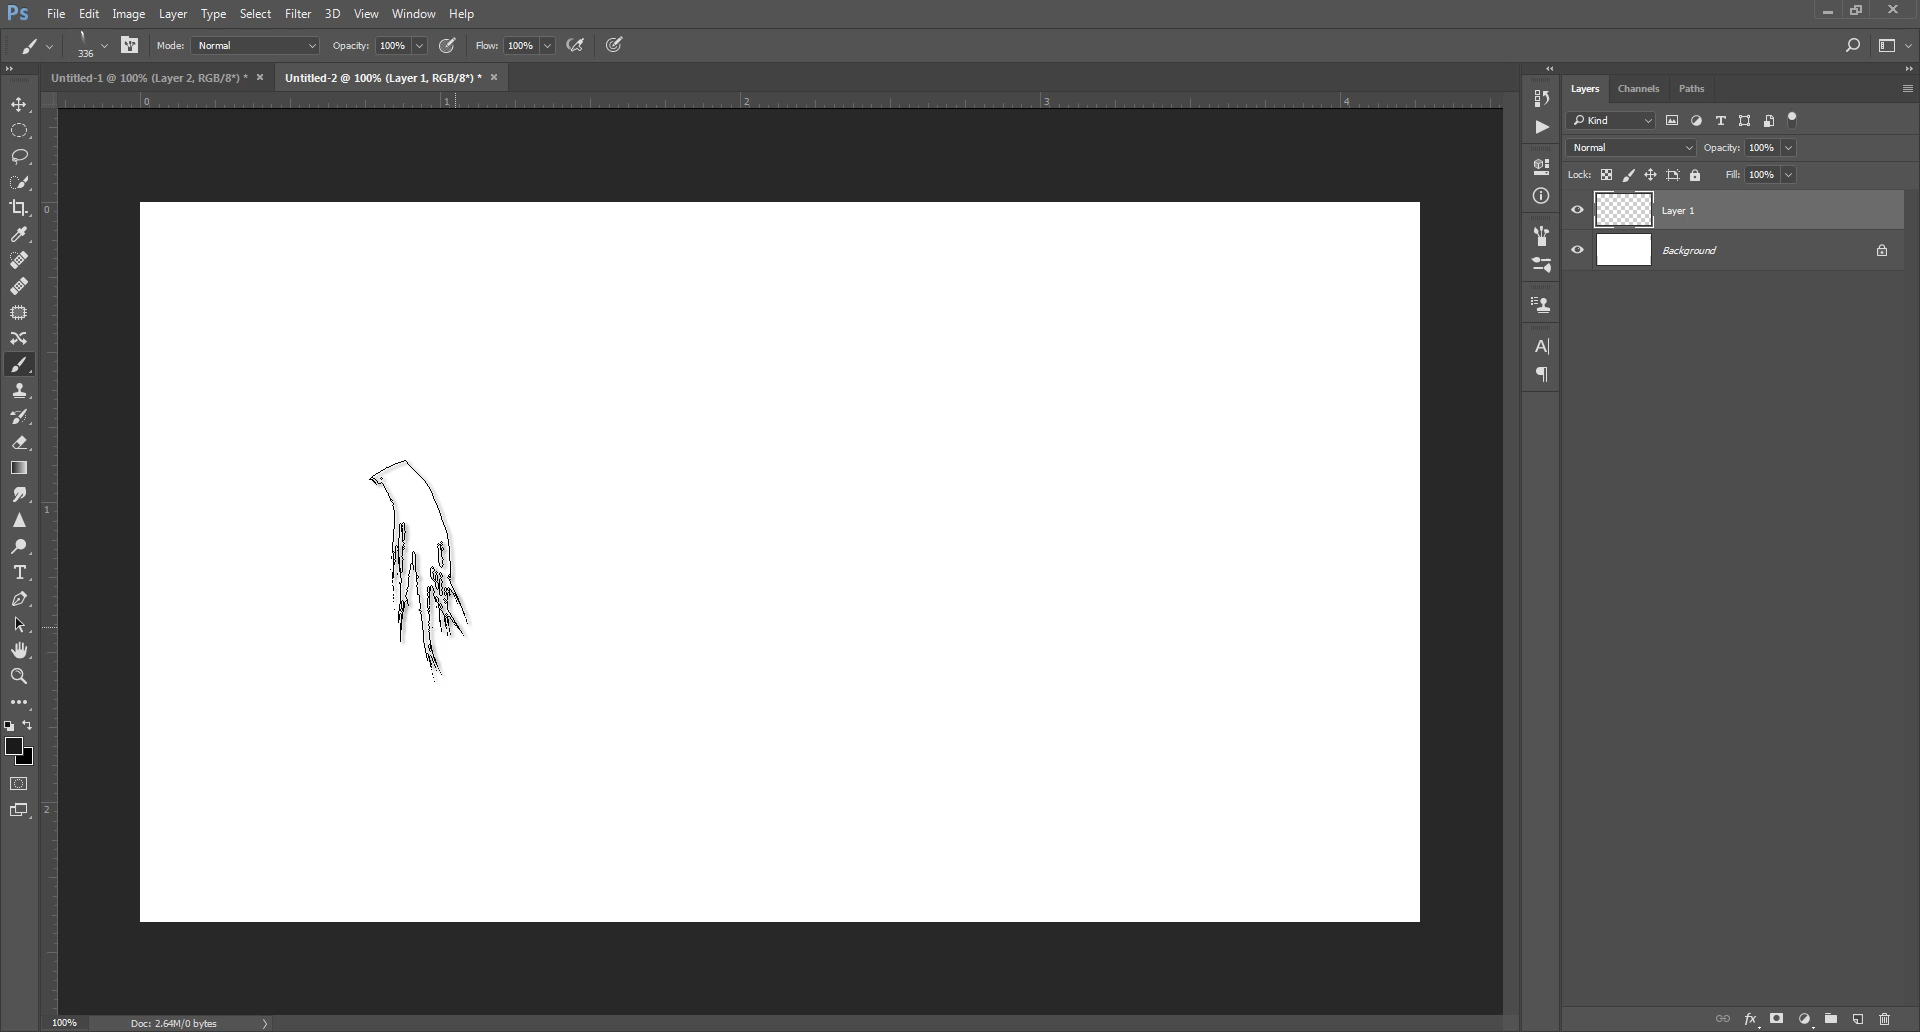 Ps File Edit Image Layer Type Select Filter 3D View Window Help
336 Mode: Normal Opacity: 100% Flow: 100%
Untitled-1 @ 100% (Layer 2, RGB/8*) * × Untitled-2 @ 100% (Layer 1, RGB/8*) * ×
0 1 2 3 4
0
1
2
Layers Channels Paths
Kind
Normal Opacity: 100%
Lock: Fill: 100%
Layer 1
Background
100% Doc: 2.64M/0 bytes